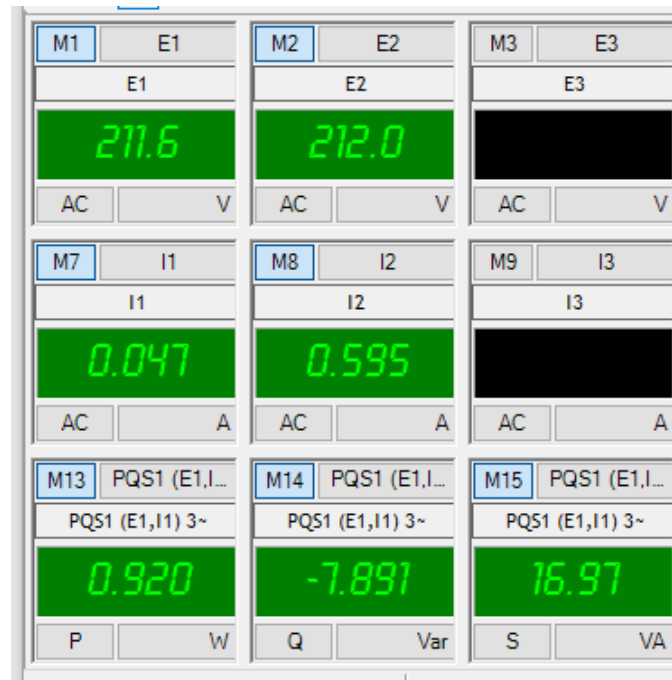 M1 E1 M2 E2 M3 E3
E1 E2 E3
211.6 212.0
AC V AC V AC V
M7 I1 M8 I2 M9 I3
I1 I2 I3
0.047 0.595
AC A AC A AC A
M13 PQS1 (E1,I... M14 PQS1 (E1,I... M15 PQS1 (E1,I...
PQS1 (E1,I1) 3~ PQS1 (E1,I1) 3~ PQS1 (E1,I1) 3~
0.920 -7.891 16.97
P W Q Var S VA